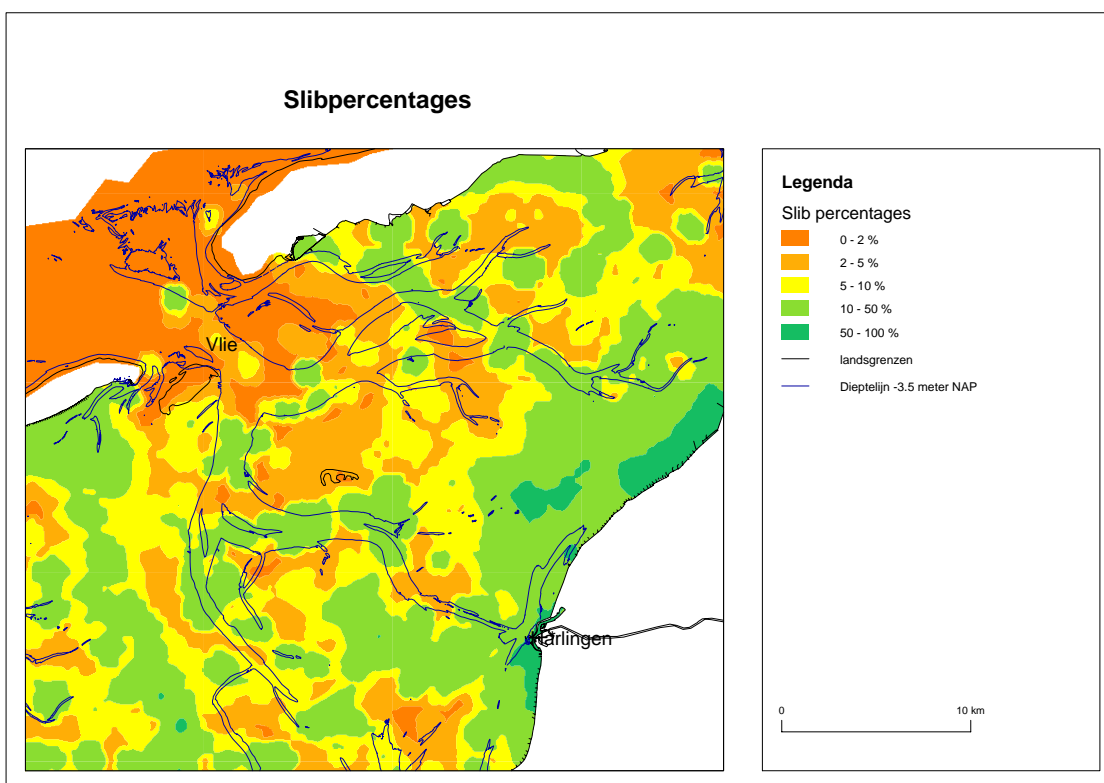 Slibpercentages
Vlie
Harlingen
Legenda
Slib percentages
0 - 2 %
2 - 5 %
5 - 10 %
10 - 50 %
50 - 100 %
landsgrenzen
Dieptelijn -3.5 meter NAP
0 10 km